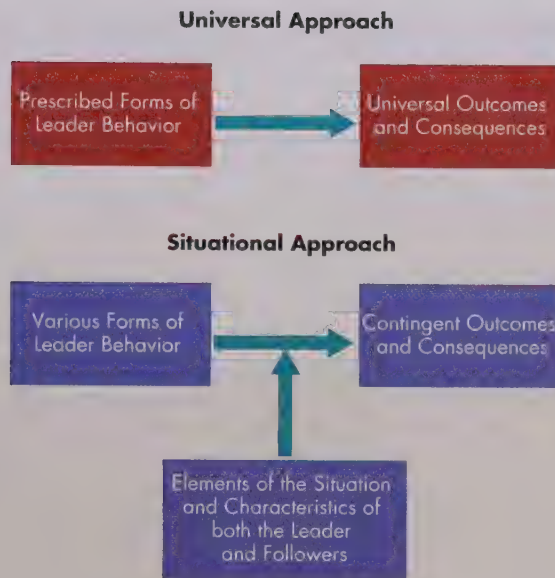 Universal Approach
Prescribed Forms of
Leader Behavior
Universal Outcomes
and Consequences
Situational Approach
Various Forms of
Leader Behavior
Contingent Outcomes
and Consequences
Elements of the Situation
and Characteristics of
both the Leader
and Followers